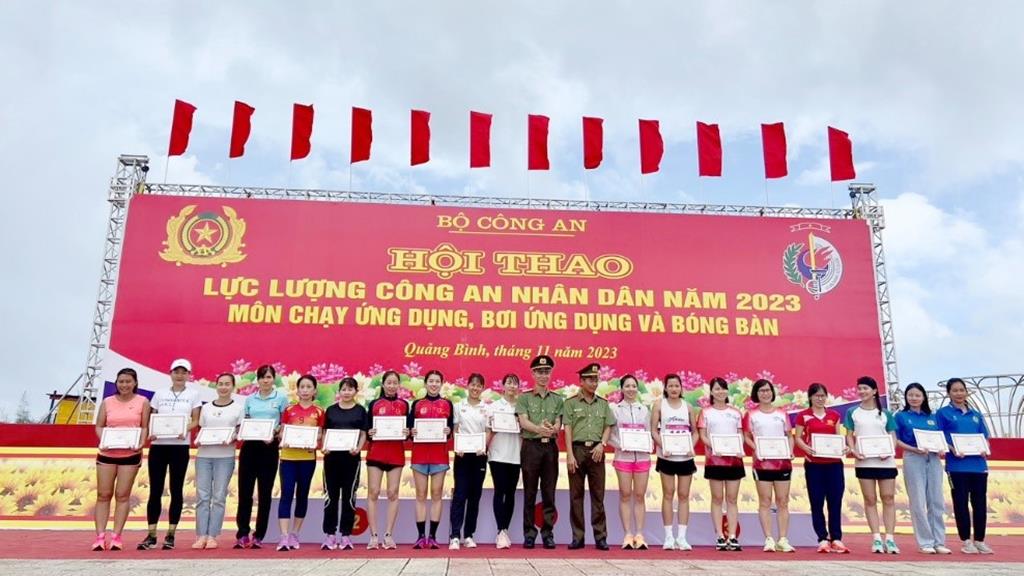 BỘ CÔNG AN
HỘI THAO
LỰC LƯỢNG CÔNG AN NHÂN DÂN NĂM 2023
MÔN CHẠY ỨNG DỤNG, BƠI ỨNG DỤNG VÀ BÓNG BÀN
Quảng Bình, tháng 11 năm 2023
2